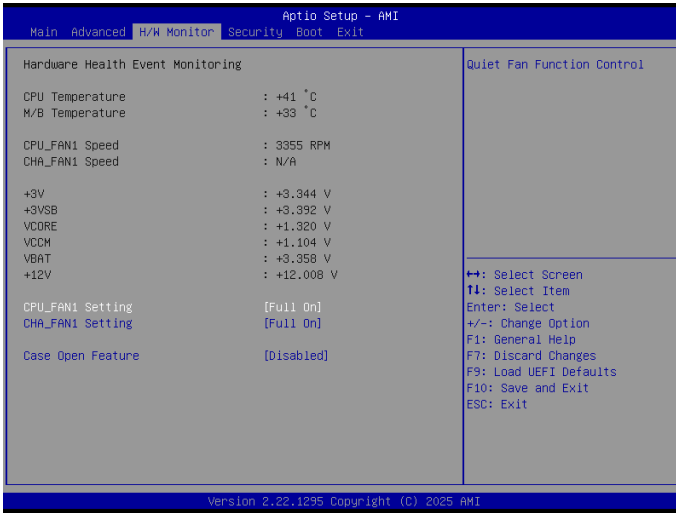 Aptio Setup - AMI
Main Advanced H/W Monitor Security Boot Exit
Hardware Health Event Monitoring
CPU Temperature : +41 °C
M/B Temperature : +33 °C
CPU_FAN1 Speed : 3355 RPM
CHA_FAN1 Speed : N/A
+3V : +3.344 V
+3VSB : +3.392 V
VCORE : +1.320 V
VCCM : +1.104 V
VBAT : +3.358 V
+12V : +12.008 V
CPU_FAN1 Setting [Full On]
CHA_FAN1 Setting [Full On]
Case Open Feature [Disabled]
Quiet Fan Function Control
↔: Select Screen
↑↓: Select Item
Enter: Select
+/-: Change Option
F1: General Help
F7: Discard Changes
F9: Load UEFI Defaults
F10: Save and Exit
ESC: Exit
Version 2.22.1295 Copyright (C) 2025 AMI